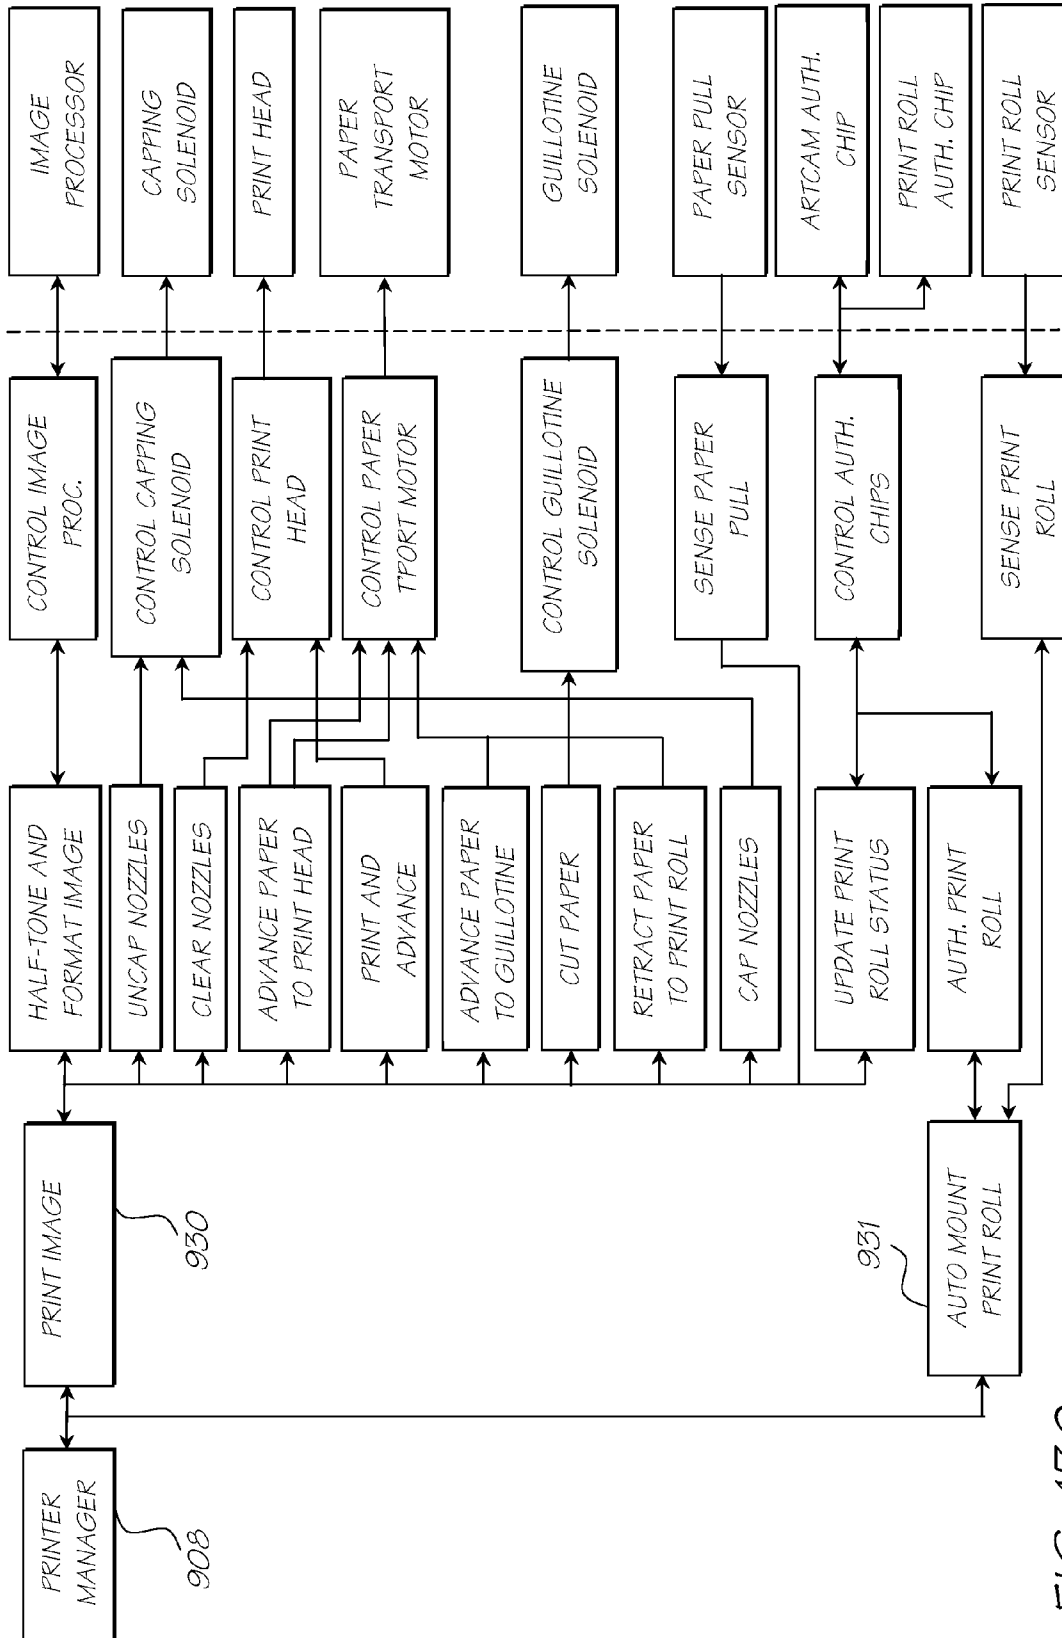 PRINTER
MANAGER
908
PRINT IMAGE
930
AUTO MOUNT
PRINT ROLL
931
HALF-TONE AND
FORMAT IMAGE
UNCAP NOZZLES
CLEAR NOZZLES
ADVANCE PAPER
TO PRINT HEAD
PRINT AND
ADVANCE
ADVANCE PAPER
TO GUILLOTINE
CUT PAPER
RETRACT PAPER
TO PRINT ROLL
CAP NOZZLES
UPDATE PRINT
ROLL STATUS
AUTH. PRINT
ROLL
CONTROL IMAGE
PROC.
CONTROL CAPPING
SOLENOID
CONTROL PRINT
HEAD
CONTROL PAPER
T'PORT MOTOR
CONTROL GUILLOTINE
SOLENOID
SENSE PAPER
PULL
CONTROL AUTH.
CHIPS
SENSE PRINT
ROLL
IMAGE
PROCESSOR
CAPPING
SOLENOID
PRINT HEAD
PAPER
TRANSPORT
MOTOR
GUILLOTINE
SOLENOID
PAPER PULL
SENSOR
ARTCAM AUTH.
CHIP
PRINT ROLL
AUTH. CHIP
PRINT ROLL
SENSOR
FIG.